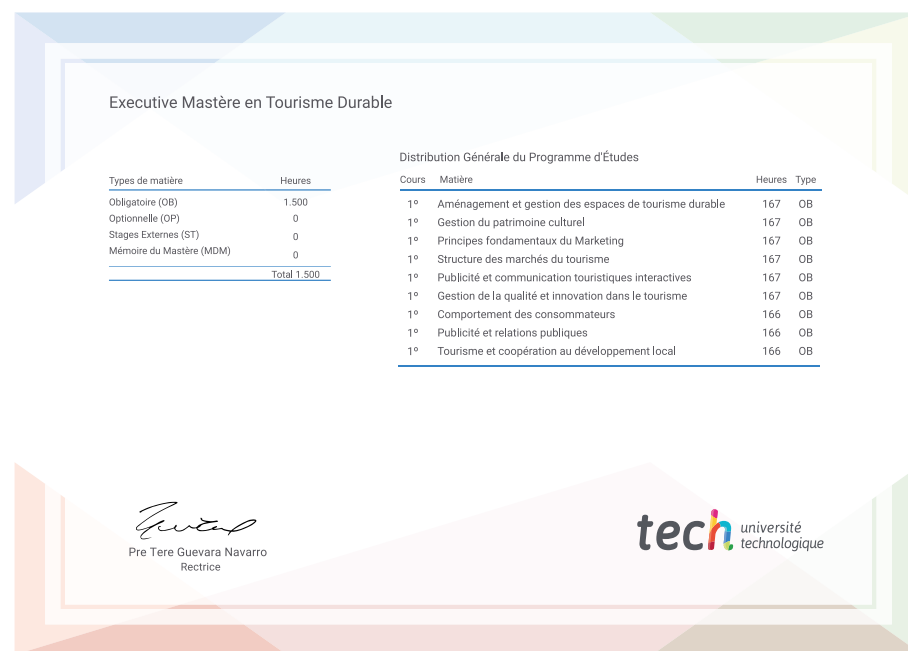 Executive Mastère en Tourisme Durable
Types de matière Heures
Obligatoire (OB) 1.500
Optionnelle (OP) 0
Stages Externes (ST) 0
Mémoire du Mastère (MDM) 0
Total 1.500
Distribution Générale du Programme d'Études
Cours Matière Heures Type
1º Aménagement et gestion des espaces de tourisme durable 167 OB
1º Gestion du patrimoine culturel 167 OB
1º Principes fondamentaux du Marketing 167 OB
1º Structure des marchés du tourisme 167 OB
1º Publicité et communication touristiques interactives 167 OB
1º Gestion de la qualité et innovation dans le tourisme 167 OB
1º Comportement des consommateurs 166 OB
1º Publicité et relations publiques 166 OB
1º Tourisme et coopération au développement local 166 OB
Pre Tere Guevara Navarro
Rectrice
tech université
technologique